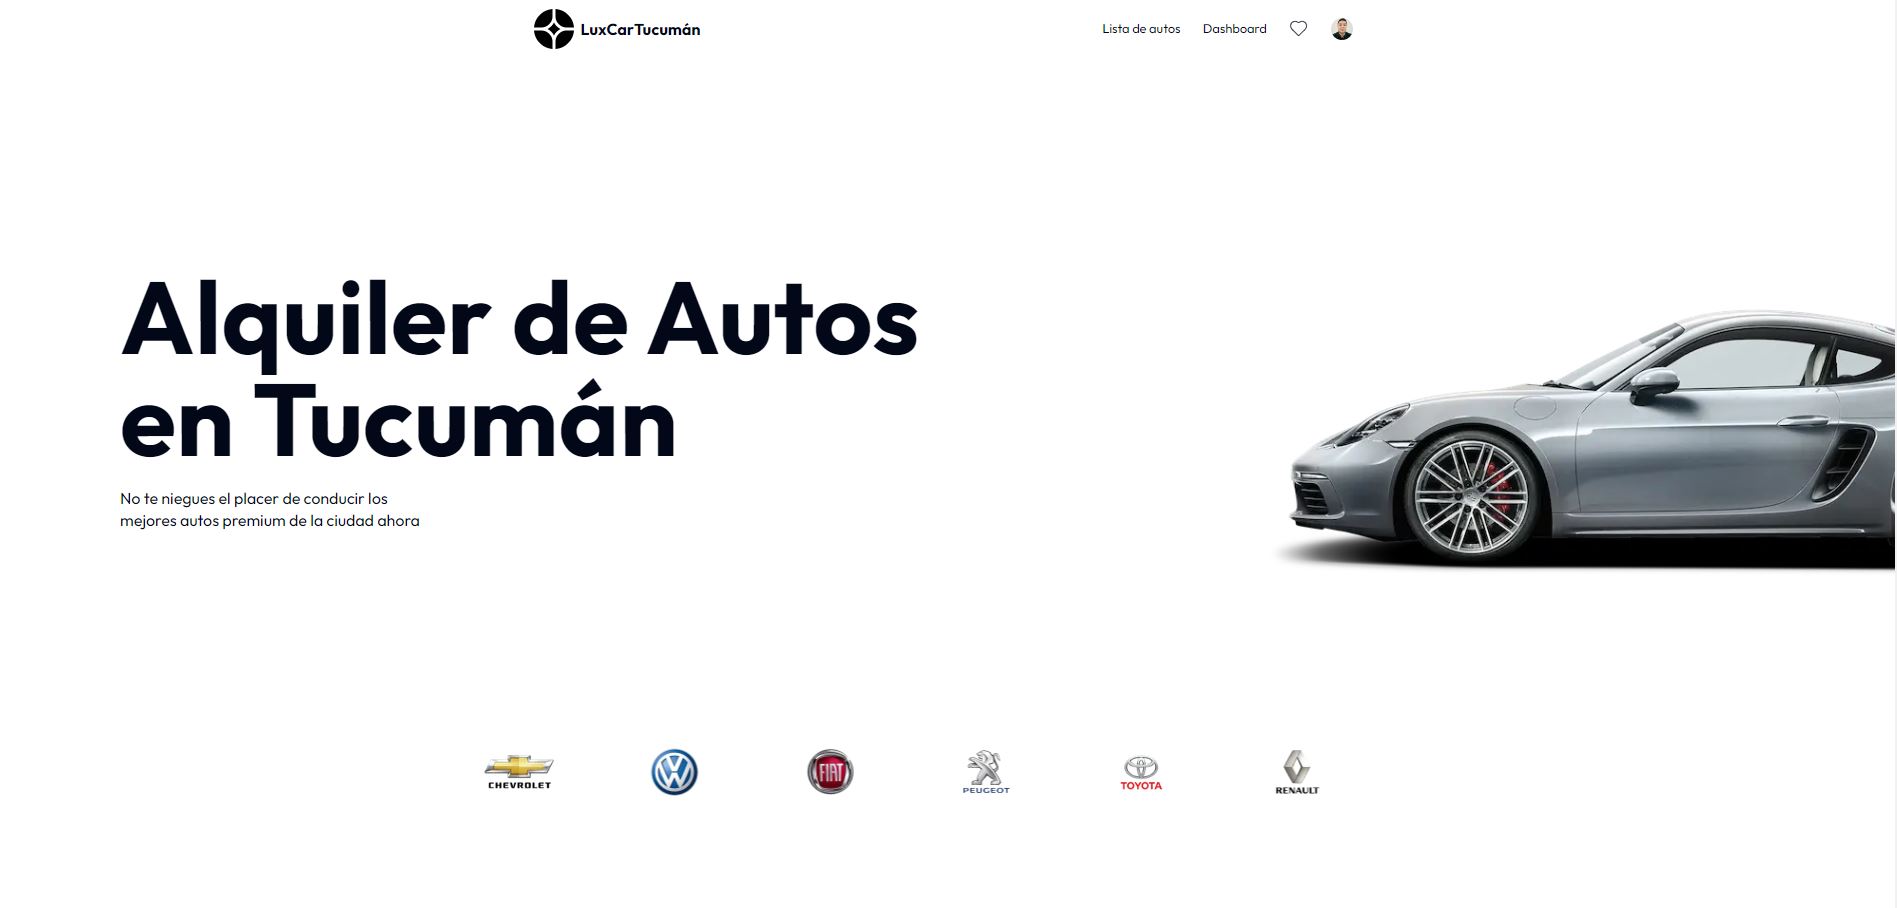 LuxCarTucumán
Lista de autos
Dashboard
Alquiler de Autos
en Tucumán
No te niegues el placer de conducir los
mejores autos premium de la ciudad ahora
CHEVROLET
FIAT
PEUGEOT
TOYOTA
RENAULT